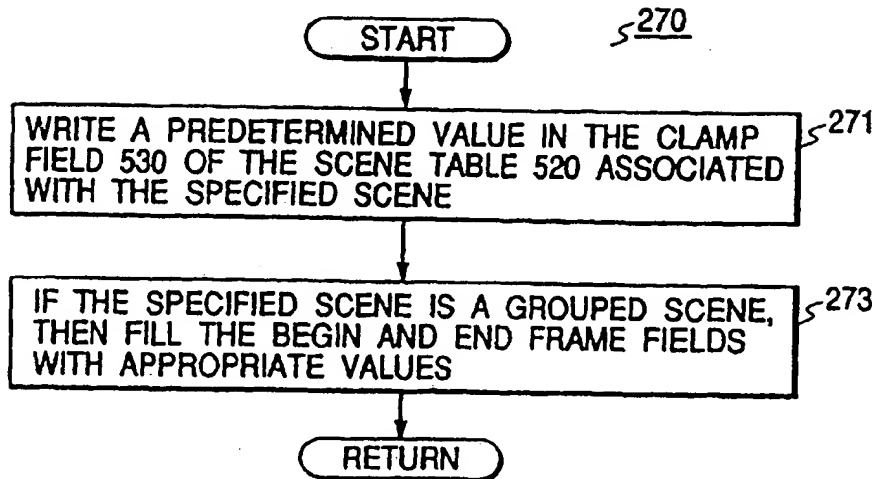 START
270
WRITE A PREDETERMINED VALUE IN THE CLAMP
FIELD 530 OF THE SCENE TABLE 520 ASSOCIATED
WITH THE SPECIFIED SCENE
271
IF THE SPECIFIED SCENE IS A GROUPED SCENE,
THEN FILL THE BEGIN AND END FRAME FIELDS
WITH APPROPRIATE VALUES
273
RETURN